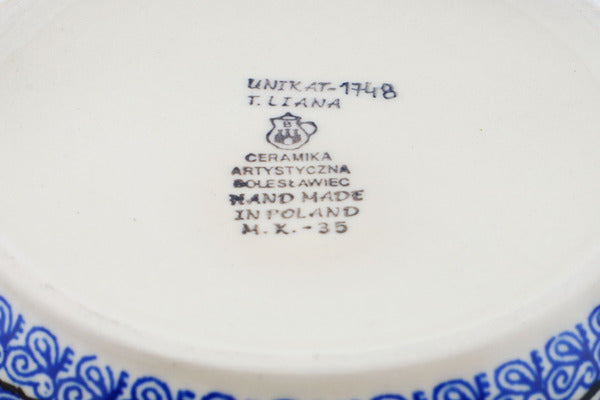 UNIKAT-1748
T. LIANA
B
CERAMIKA
ARTYSTYCZNA
BOLESŁAWIEC
HAND MADE
IN POLAND
M.K.-35